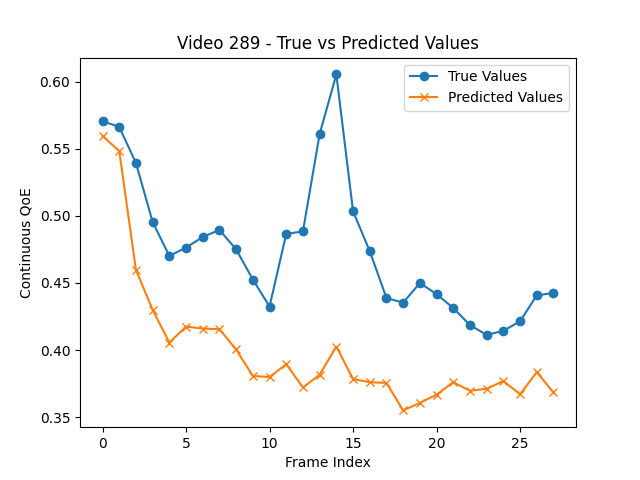 Video 289 - True vs Predicted Values
True Values
Predicted Values
Continuous QoE
0.60
0.55
0.50
0.45
0.40
0.35
0 5 10 15 20 25
Frame Index